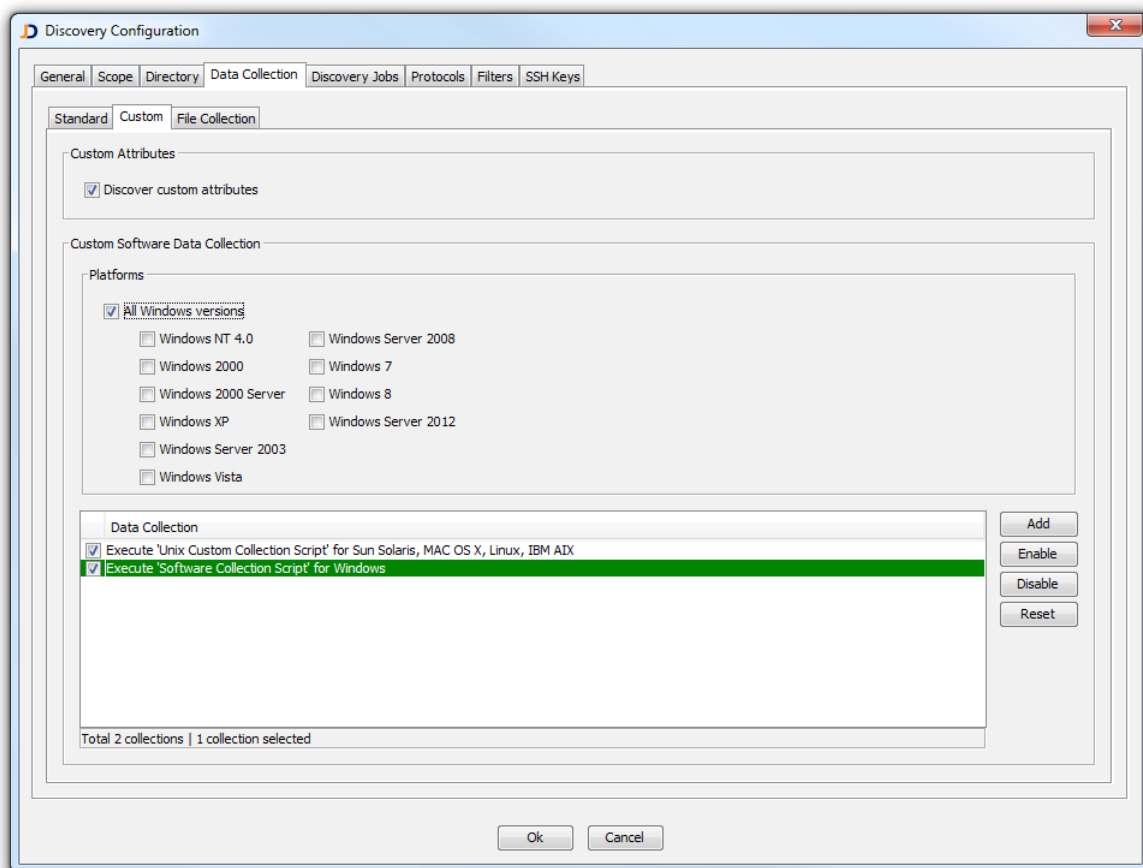 Discovery Configuration
General Scope Directory Data Collection Discovery Jobs Protocols Filters SSH Keys
Standard Custom File Collection
Custom Attributes
Discover custom attributes
Custom Software Data Collection
Platforms
All Windows versions
Windows NT 4.0 Windows Server 2008
Windows 2000 Windows 7
Windows 2000 Server Windows 8
Windows XP Windows Server 2012
Windows Server 2003
Windows Vista
Data Collection
Add
Execute 'Unix Custom Collection Script' for Sun Solaris, MAC OS X, Linux, IBM AIX
Enable
Execute 'Software Collection Script' for Windows
Disable
Reset
Total 2 collections | 1 collection selected
Ok Cancel